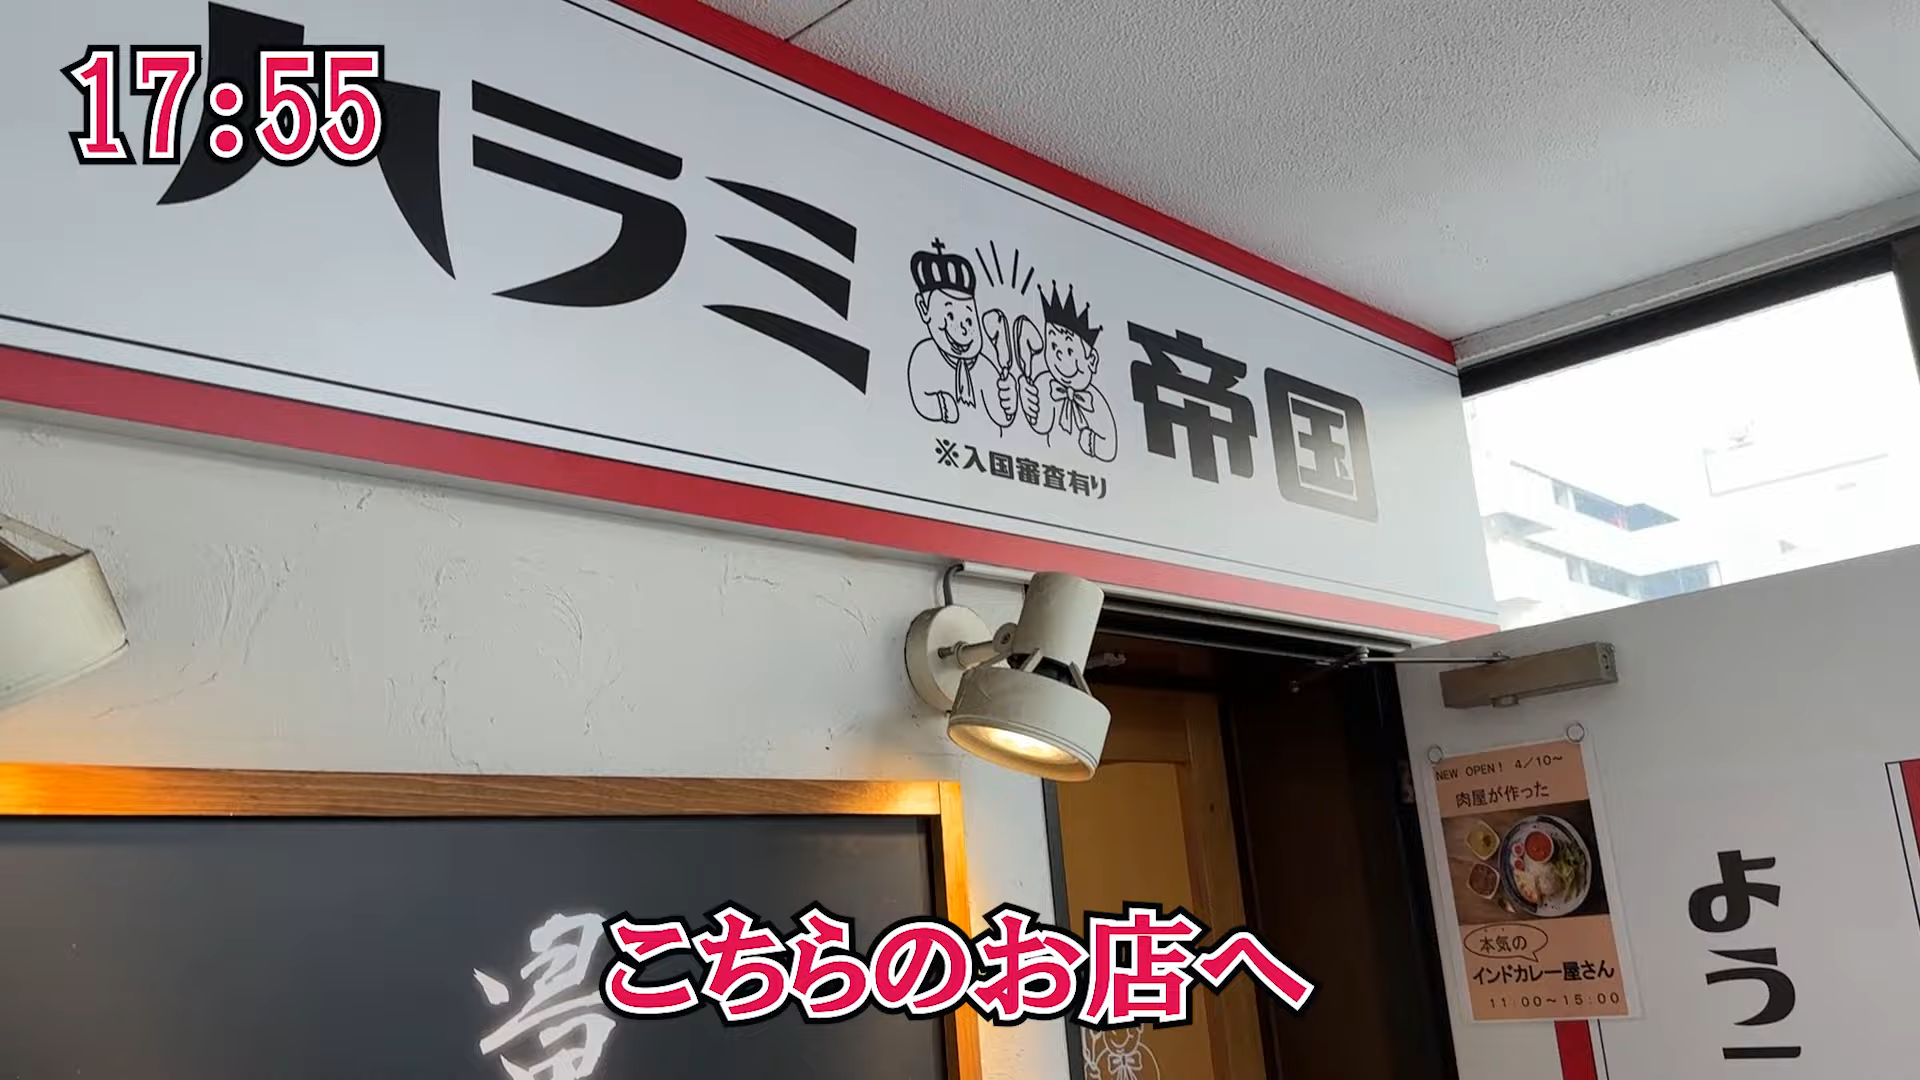 17:55
ハラミ
帝国
※入国審査有り
NEW OPEN! 4/10~
肉屋が作った
本気の
インドカレー屋さん
11:00~15:00
よう
こちらのお店へ